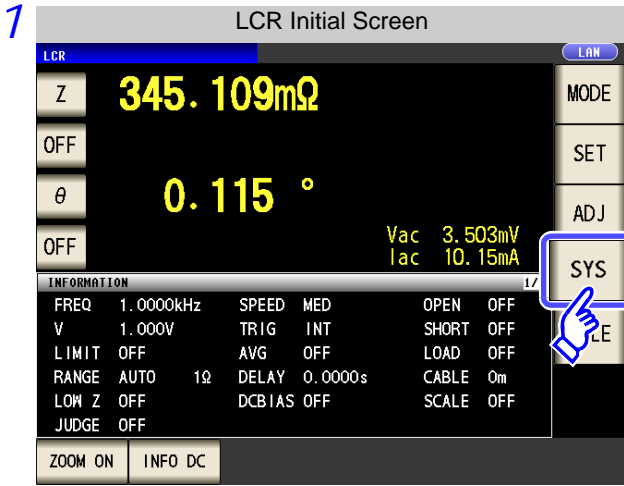 1
LCR Initial Screen
LCR
LAN
Z 345.109mΩ
MODE
OFF
SET
θ 0.115 °
ADJ
OFF
Vac 3.503mV
Iac 10.15mA
SYS
INFORMATION 1/
FREQ 1.0000kHz SPEED MED OPEN OFF
V 1.000V TRIG INT SHORT OFF
LIMIT OFF AVG OFF LOAD OFF
RANGE AUTO 1Ω DELAY 0.0000s CABLE 0m
LOW Z OFF DCBIAS OFF SCALE OFF
JUDGE OFF
ZOOM ON INFO DC